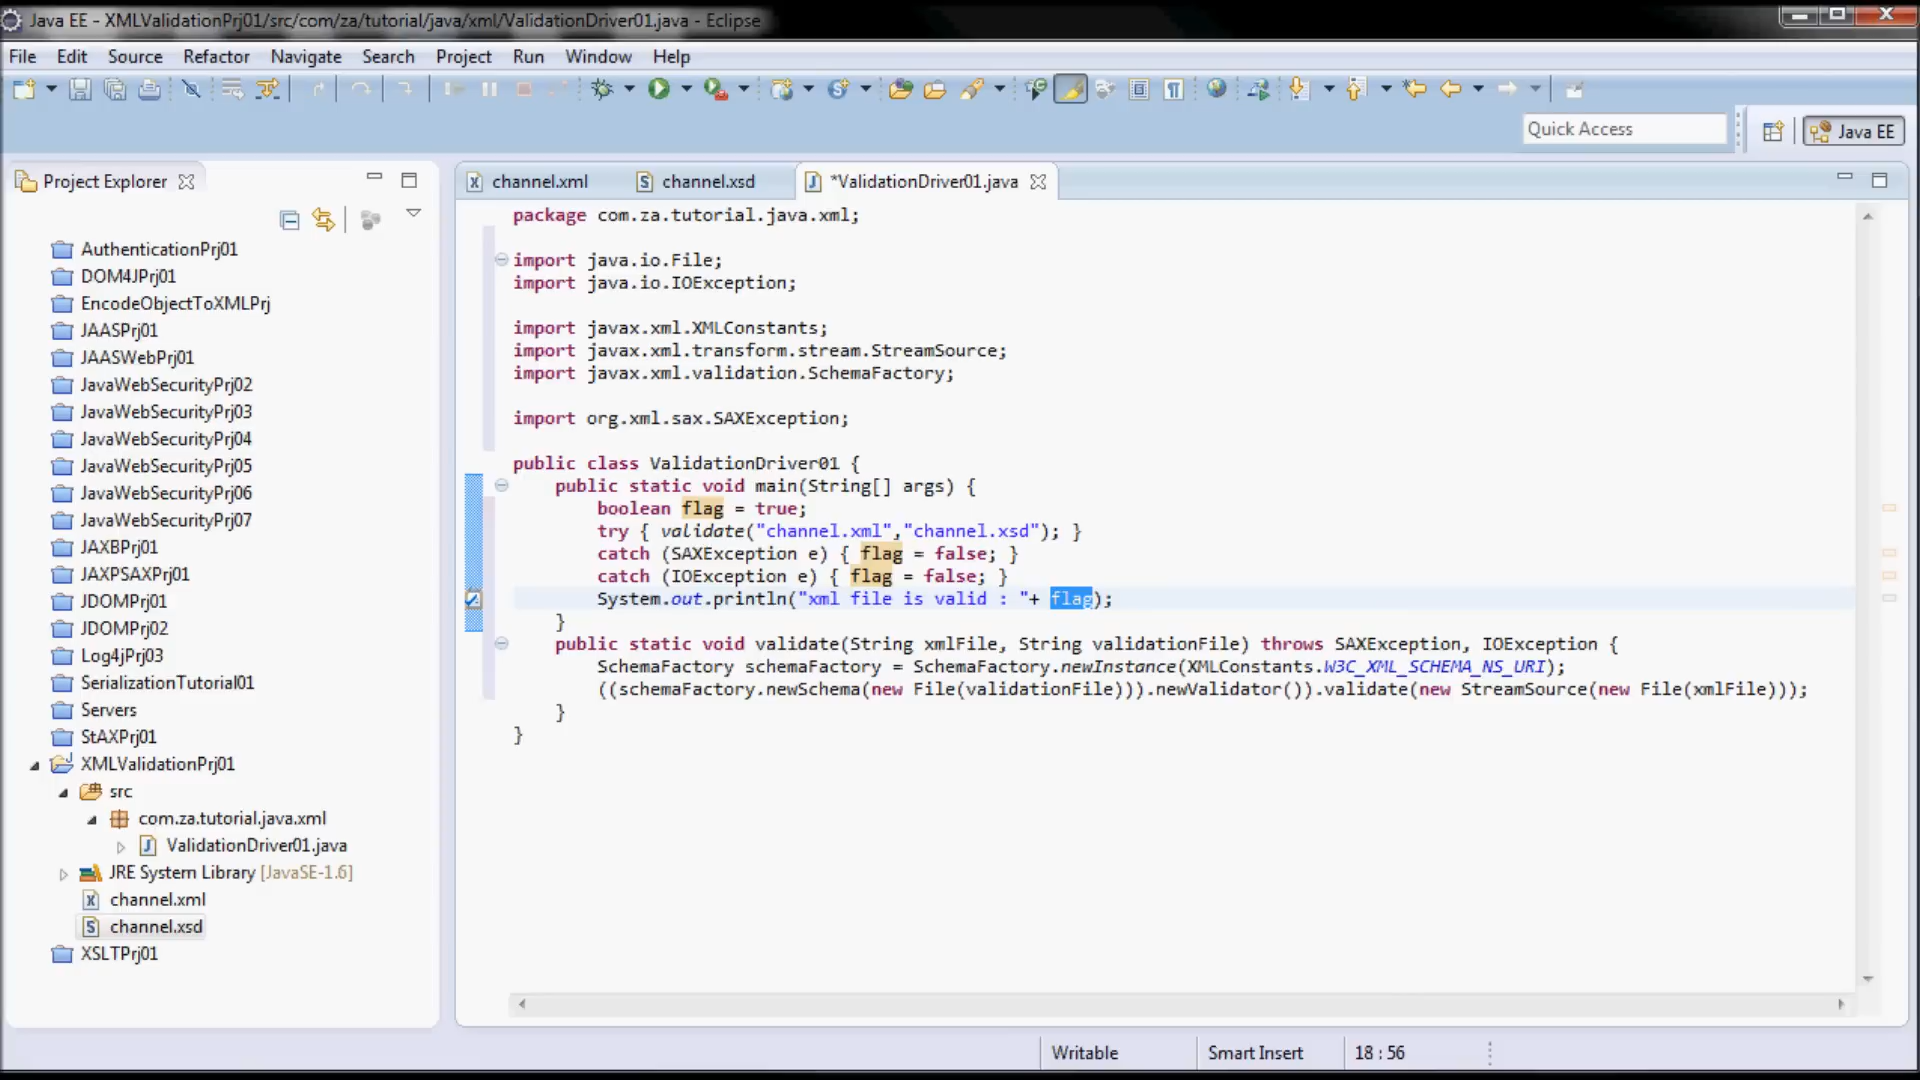 Java EE - XMLValidationPrj01/src/com/za/tutorial/java/xml/ValidationDriver01.java - Eclipse
File Edit Source Refactor Navigate Search Project Run Window Help
Quick Access
Java EE
Project Explorer
AuthenticationPrj01
DOM4JPrj01
EncodeObjectToXMLPrj
JAASPrj01
JAASWebPrj01
JavaWebSecurityPrj02
JavaWebSecurityPrj03
JavaWebSecurityPrj04
JavaWebSecurityPrj05
JavaWebSecurityPrj06
JavaWebSecurityPrj07
JAXBPrj01
JAXPSAXPrj01
JDOMPrj01
JDOMPrj02
Log4jPrj03
SerializationTutorial01
Servers
StAXPrj01
XMLValidationPrj01
src
com.za.tutorial.java.xml
ValidationDriver01.java
JRE System Library [JavaSE-1.6]
channel.xml
channel.xsd
XSLTPrj01
channel.xml channel.xsd *ValidationDriver01.java
package com.za.tutorial.java.xml;
import java.io.File;
import java.io.IOException;
import javax.xml.XMLConstants;
import javax.xml.transform.stream.StreamSource;
import javax.xml.validation.SchemaFactory;
import org.xml.sax.SAXException;
public class ValidationDriver01 {
public static void main(String[] args) {
boolean flag = true;
try { validate("channel.xml","channel.xsd"); }
catch (SAXException e) { flag = false; }
catch (IOException e) { flag = false; }
System.out.println("xml file is valid : "+ flag);
}
public static void validate(String xmlFile, String validationFile) throws SAXException, IOException {
SchemaFactory schemaFactory = SchemaFactory.newInstance(XMLConstants.W3C_XML_SCHEMA_NS_URI);
((schemaFactory.newSchema(new File(validationFile))).newValidator()).validate(new StreamSource(new File(xmlFile)));
}
}
Writable Smart Insert 18 : 56